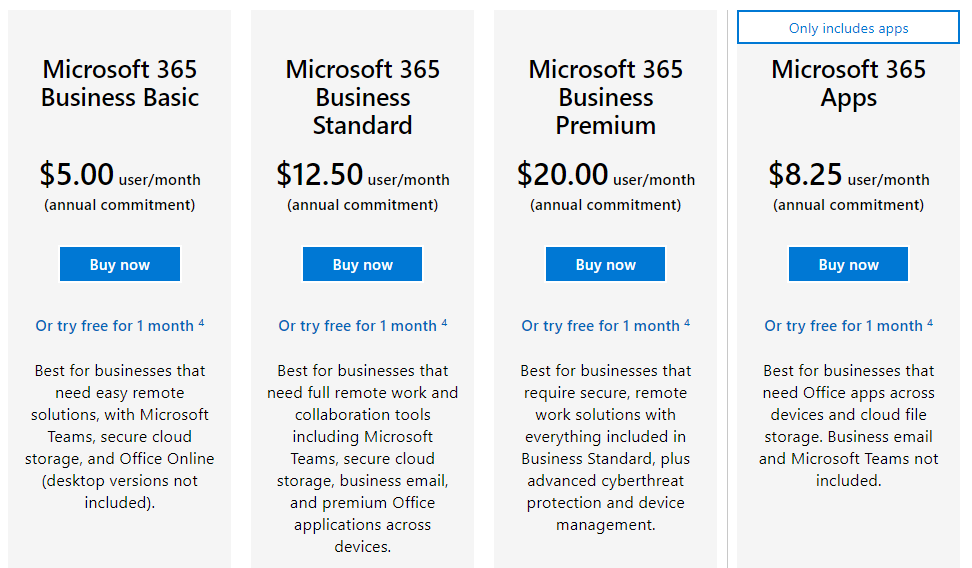 Microsoft 365
Business Basic
$5.00 user/month
(annual commitment)
Buy now
Or try free for 1 month 4
Best for businesses that
need easy remote
solutions, with Microsoft
Teams, secure cloud
storage, and Office Online
(desktop versions not
included).
Microsoft 365
Business
Standard
$12.50 user/month
(annual commitment)
Buy now
Or try free for 1 month 4
Best for businesses that
need full remote work and
collaboration tools
including Microsoft
Teams, secure cloud
storage, business email,
and premium Office
applications across
devices.
Microsoft 365
Business
Premium
$20.00 user/month
(annual commitment)
Buy now
Or try free for 1 month 4
Best for businesses that
require secure, remote
work solutions with
everything included in
Business Standard, plus
advanced cyberthreat
protection and device
management.
Only includes apps
Microsoft 365
Apps
$8.25 user/month
(annual commitment)
Buy now
Or try free for 1 month 4
Best for businesses that
need Office apps across
devices and cloud file
storage. Business email
and Microsoft Teams not
included.